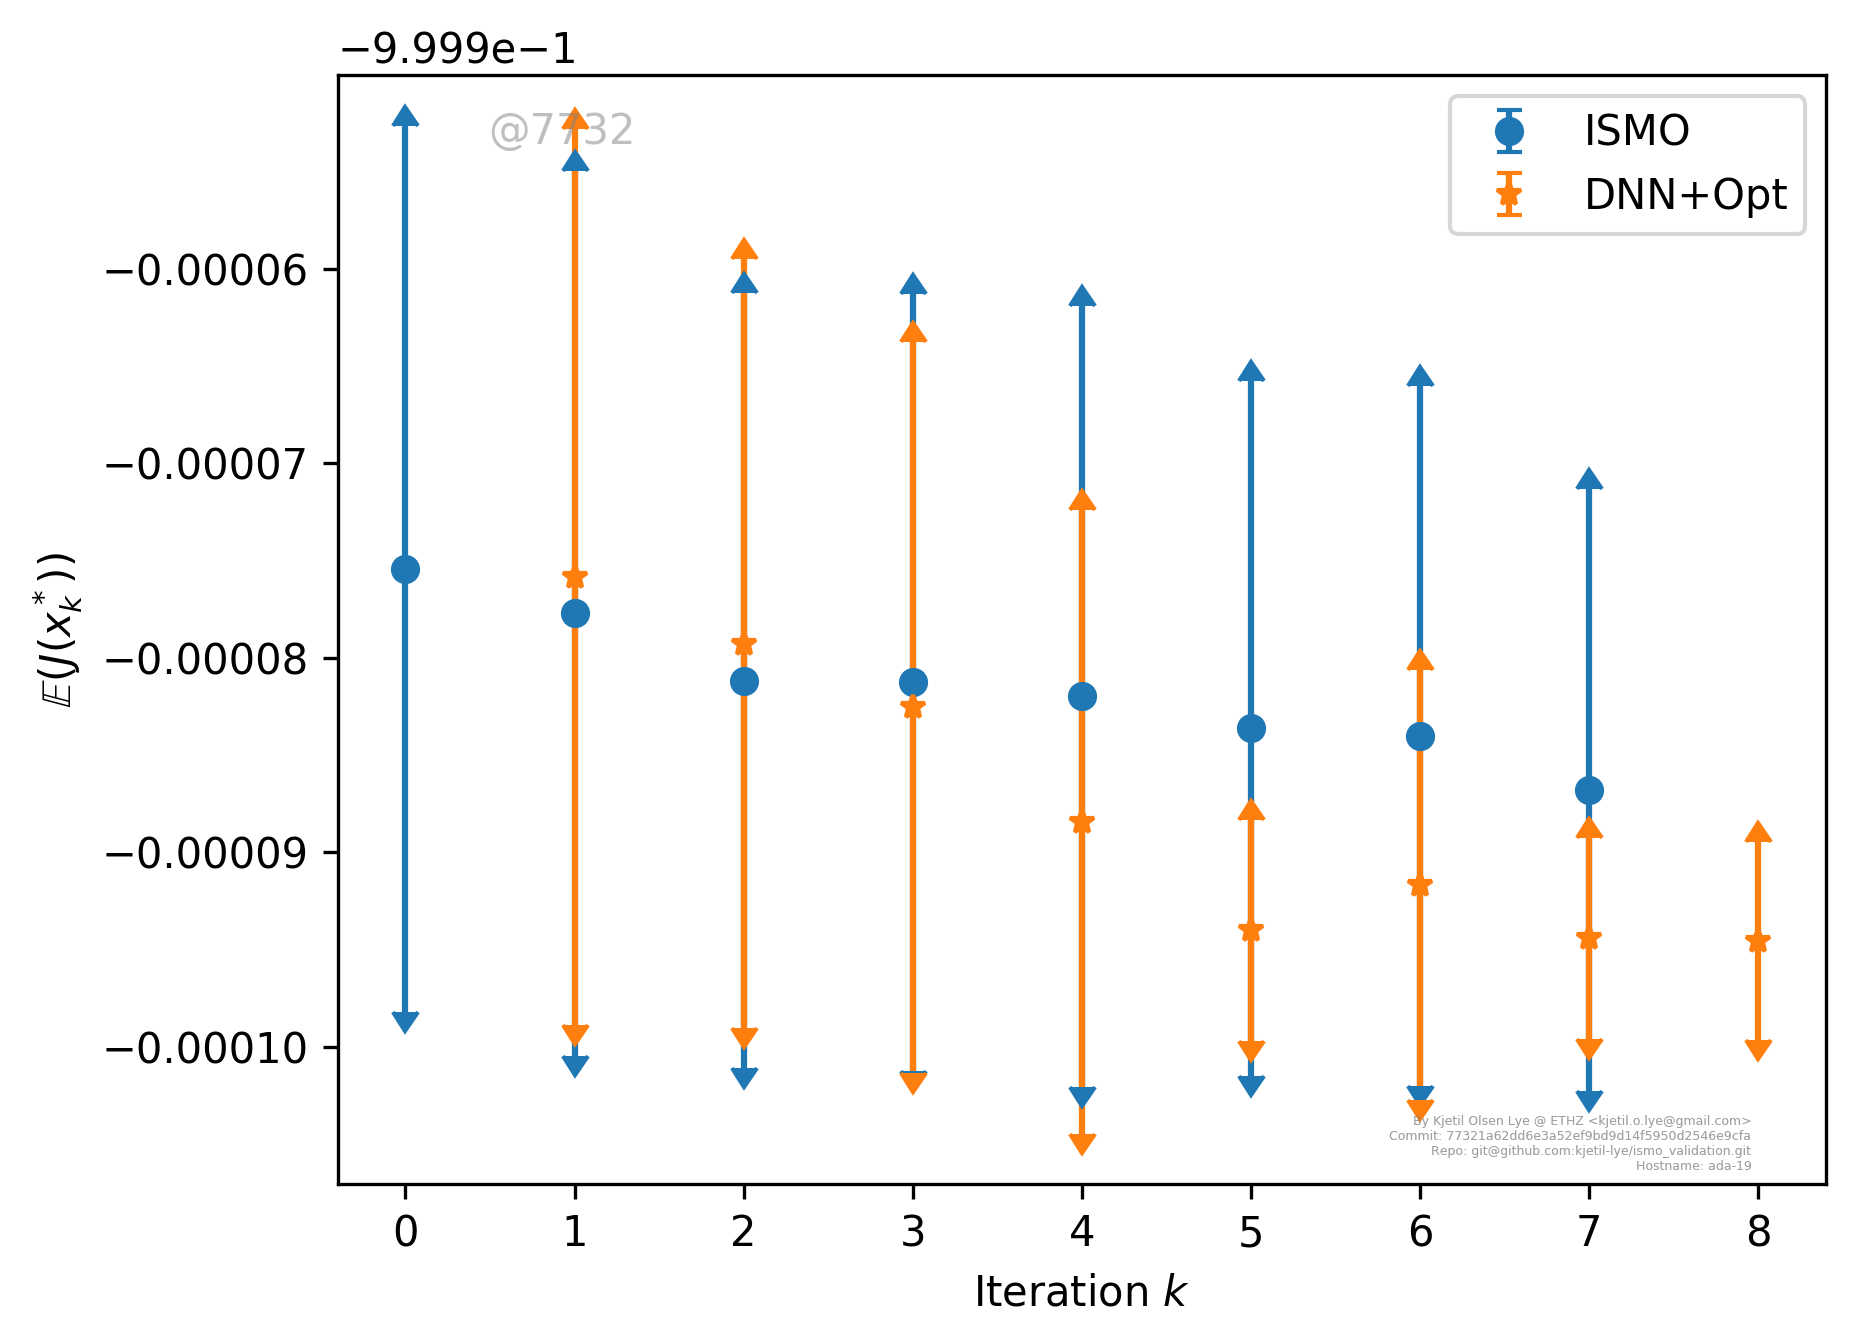 −9.999e−1
@7732
ISMO
DNN+Opt
−0.00006
−0.00007
−0.00008
−0.00009
−0.00010
𝔼(J(x*k))
By Kjetil Olsen Lye @ ETHZ <kjetil.o.lye@gmail.com>
Commit: 77321a62dd6e3a52ef9bd9d14f5950d2546e9cfa
Repo: git@github.com:kjetil-lye/ismo_validation.git
Hostname: ada-19
0 1 2 3 4 5 6 7 8
Iteration k